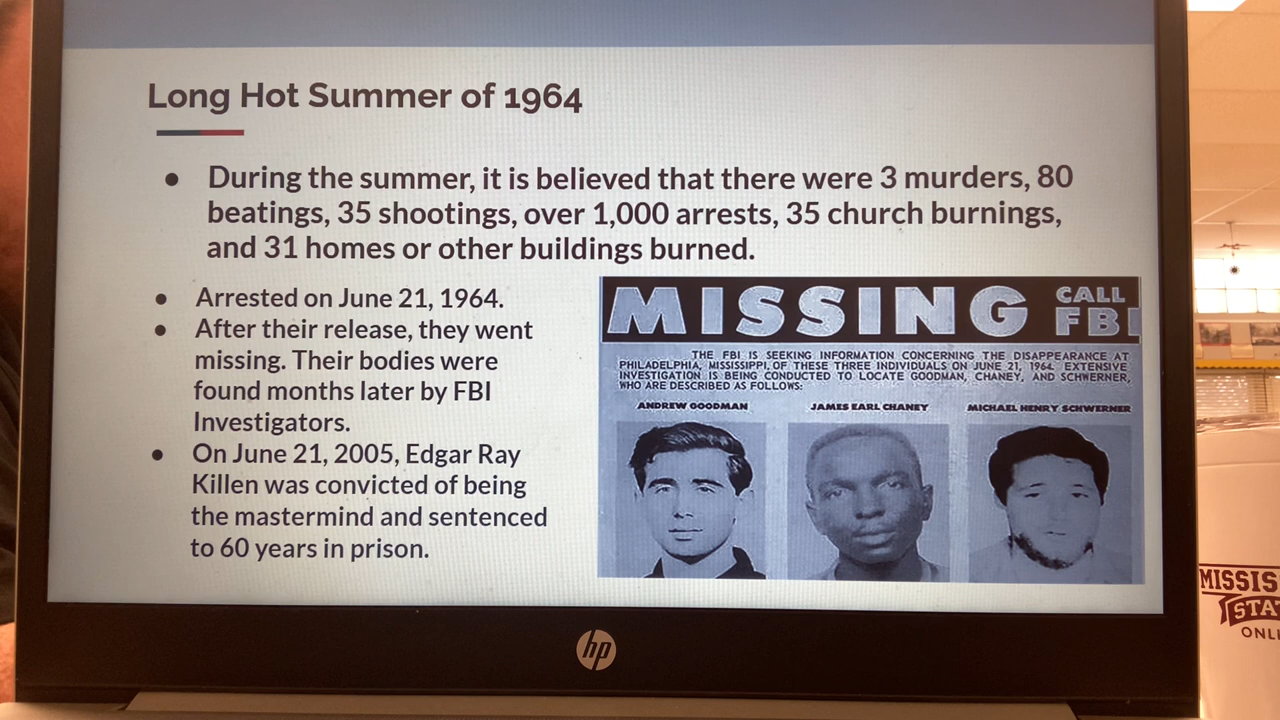 Long Hot Summer of 1964
● During the summer, it is believed that there were 3 murders, 80
beatings, 35 shootings, over 1,000 arrests, 35 church burnings,
and 31 homes or other buildings burned.
● Arrested on June 21, 1964.
● After their release, they went
missing. Their bodies were
found months later by FBI
Investigators.
● On June 21, 2005, Edgar Ray
Killen was convicted of being
the mastermind and sentenced
to 60 years in prison.
MISSING CALL
FBI
THE FBI IS SEEKING INFORMATION CONCERNING THE DISAPPEARANCE AT
PHILADELPHIA, MISSISSIPPI, OF THESE THREE INDIVIDUALS ON JUNE 21, 1964. EXTENSIVE
INVESTIGATION IS BEING CONDUCTED TO LOCATE GOODMAN, CHANEY, AND SCHWERNER,
WHO ARE DESCRIBED AS FOLLOWS:
ANDREW GOODMAN JAMES EARL CHANEY MICHAEL HENRY SCHWERNER
hp
MISSIS
STA
ONL